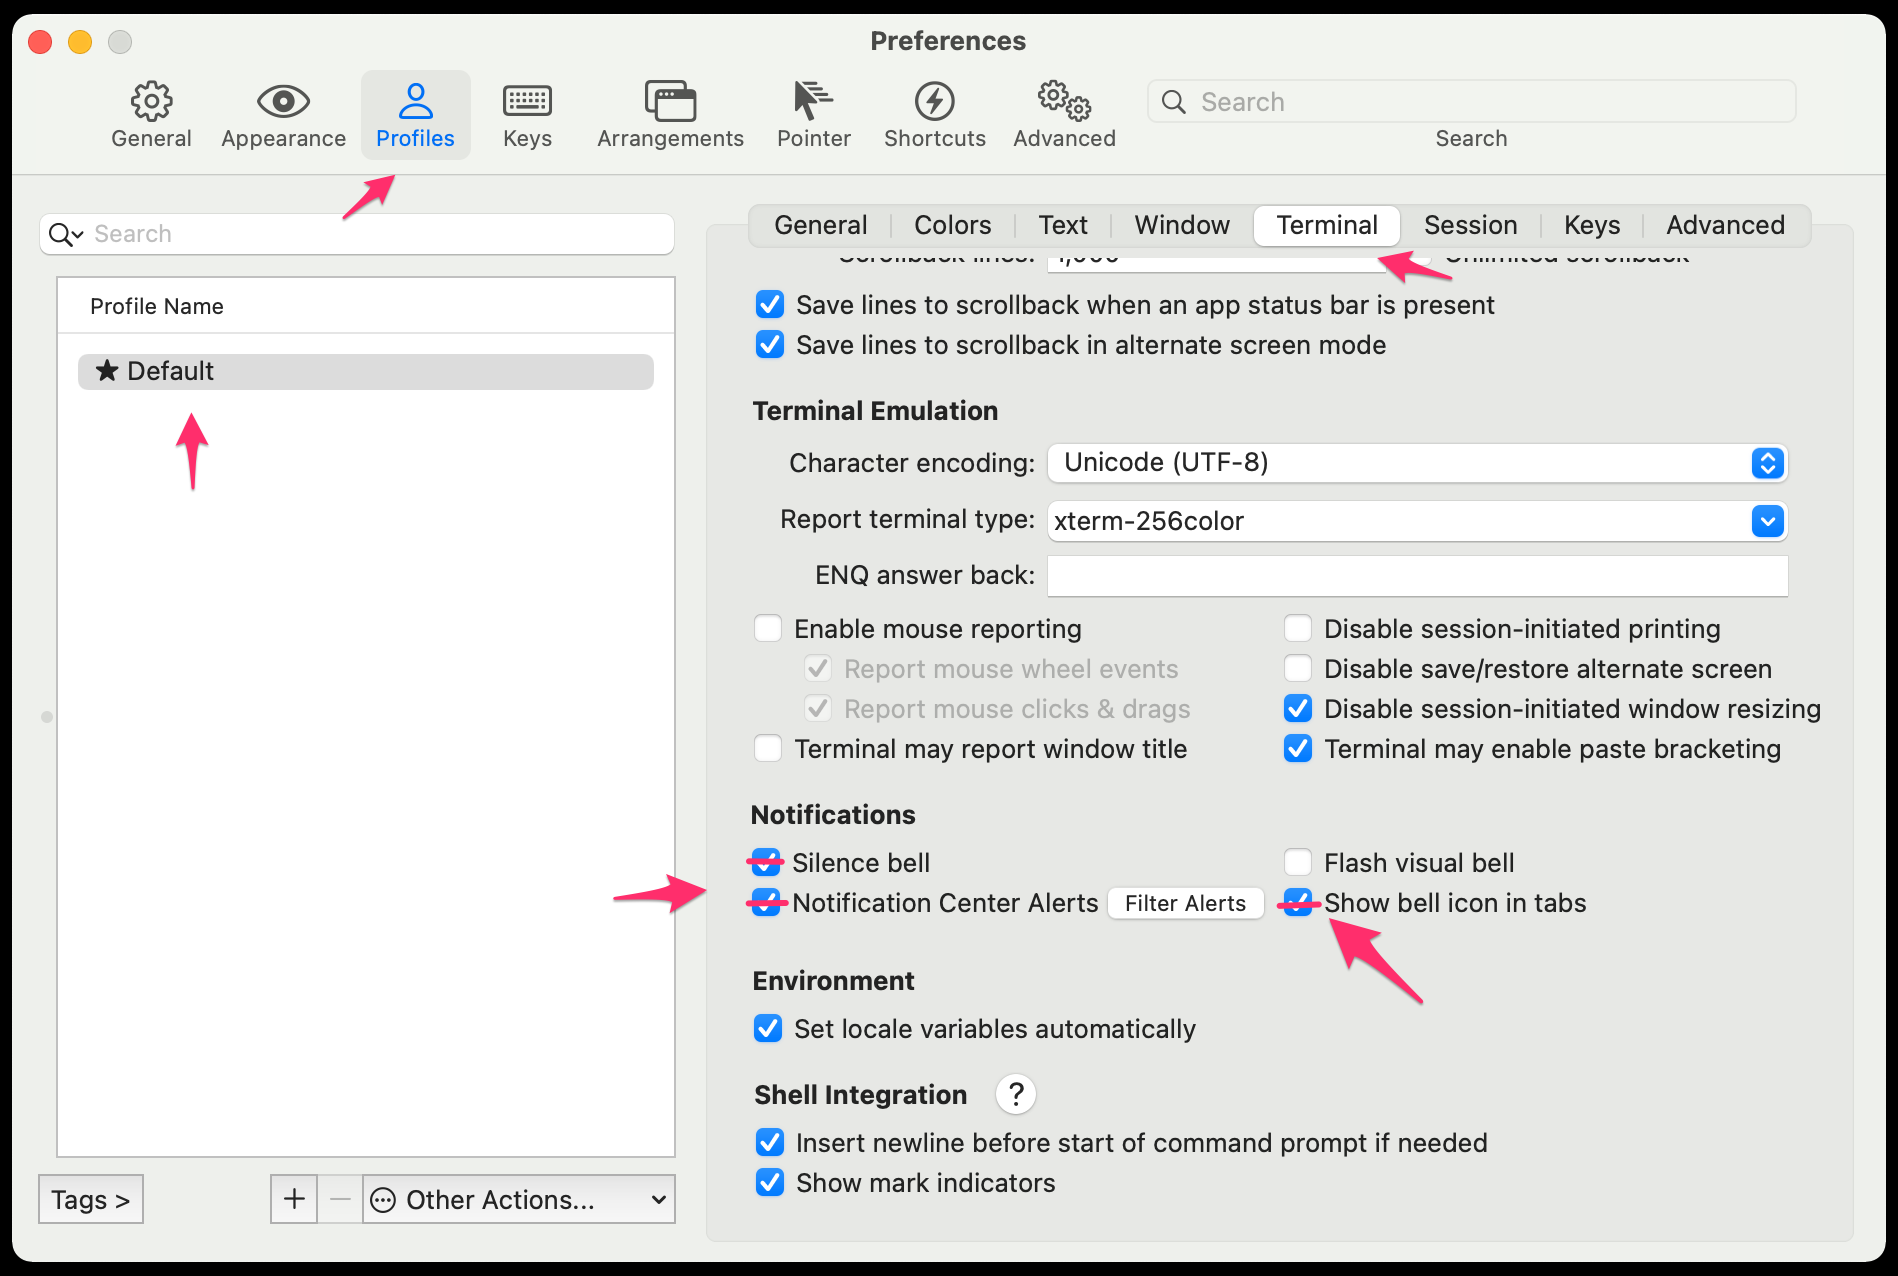 Preferences
General
Appearance
Profiles
Keys
Arrangements
Pointer
Shortcuts
Advanced
Search
Search
Search
Profile Name
★ Default
Tags >
+
−
Other Actions...
General
Colors
Text
Window
Terminal
Session
Keys
Advanced
Scrollback lines: 1,000 Unlimited scrollback
Save lines to scrollback when an app status bar is present
Save lines to scrollback in alternate screen mode
Terminal Emulation
Character encoding: Unicode (UTF-8)
Report terminal type: xterm-256color
ENQ answer back:
Enable mouse reporting
Disable session-initiated printing
Report mouse wheel events
Disable save/restore alternate screen
Report mouse clicks & drags
Disable session-initiated window resizing
Terminal may report window title
Terminal may enable paste bracketing
Notifications
Silence bell
Flash visual bell
Notification Center Alerts
Filter Alerts
Show bell icon in tabs
Environment
Set locale variables automatically
Shell Integration ?
Insert newline before start of command prompt if needed
Show mark indicators